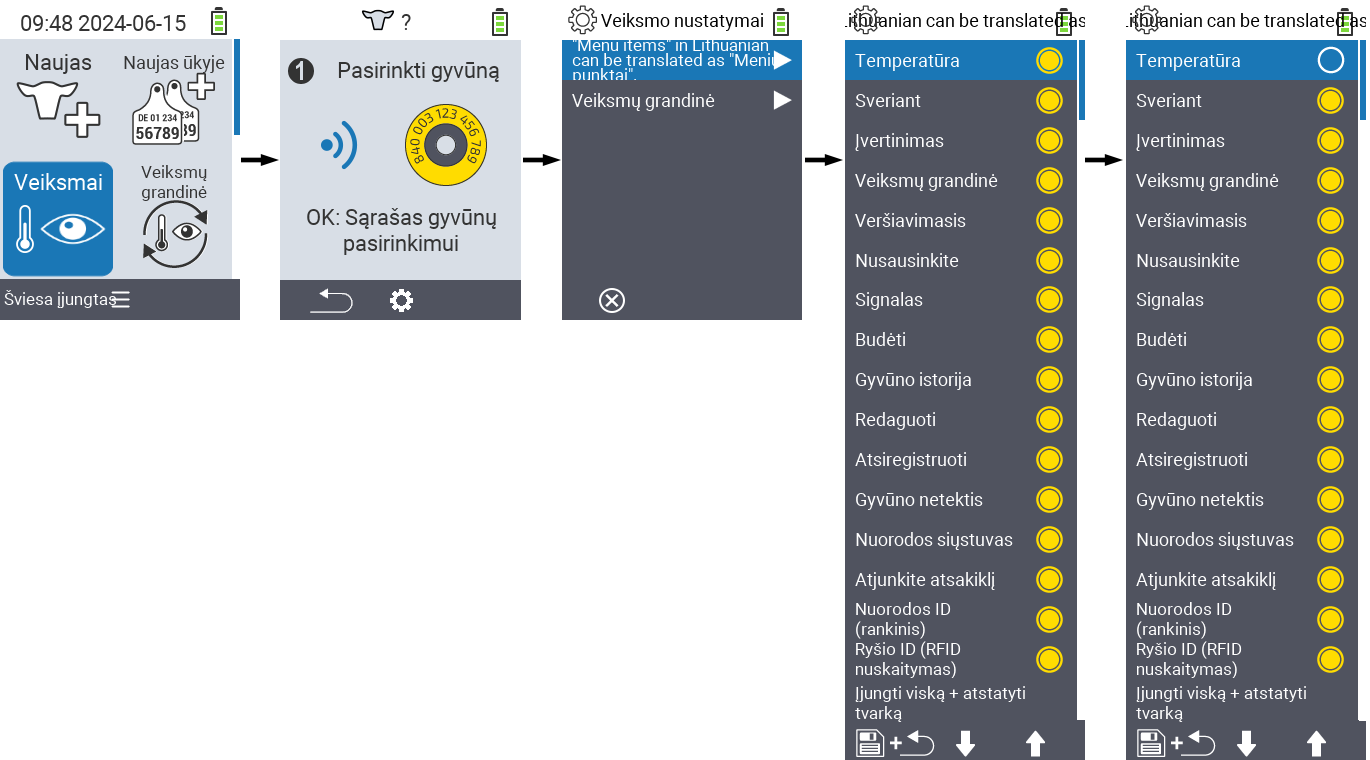 09:48 2024-06-15
Naujas
Naujas ūkyje
DE 01 234
56789
234
89
Veiksmai
Veiksmų
grandinė
Šviesa įjungtas
?
1
Pasirinkti gyvūną
840 003 123 456 789
OK: Sąrašas gyvūnų
pasirinkimui
Veiksmo nustatymai
"Menu items" in Lithuanian
can be translated as "Meniu
punktai".
Veiksmų grandinė
Lithuanian can be translated as
Temperatūra
Sveriant
Įvertinimas
Veiksmų grandinė
Veršiavimasis
Nusausinkite
Signalas
Budėti
Gyvūno istorija
Redaguoti
Atsiregistruoti
Gyvūno netektis
Nuorodos siųstuvas
Atjunkite atsakiklį
Nuorodos ID
(rankinis)
Ryšio ID (RFID
nuskaitymas)
Įjungti viską + atstatyti
tvarką
Lithuanian can be translated as
Temperatūra
Sveriant
Įvertinimas
Veiksmų grandinė
Veršiavimasis
Nusausinkite
Signalas
Budėti
Gyvūno istorija
Redaguoti
Atsiregistruoti
Gyvūno netektis
Nuorodos siųstuvas
Atjunkite atsakiklį
Nuorodos ID
(rankinis)
Ryšio ID (RFID
nuskaitymas)
Įjungti viską + atstatyti
tvarką